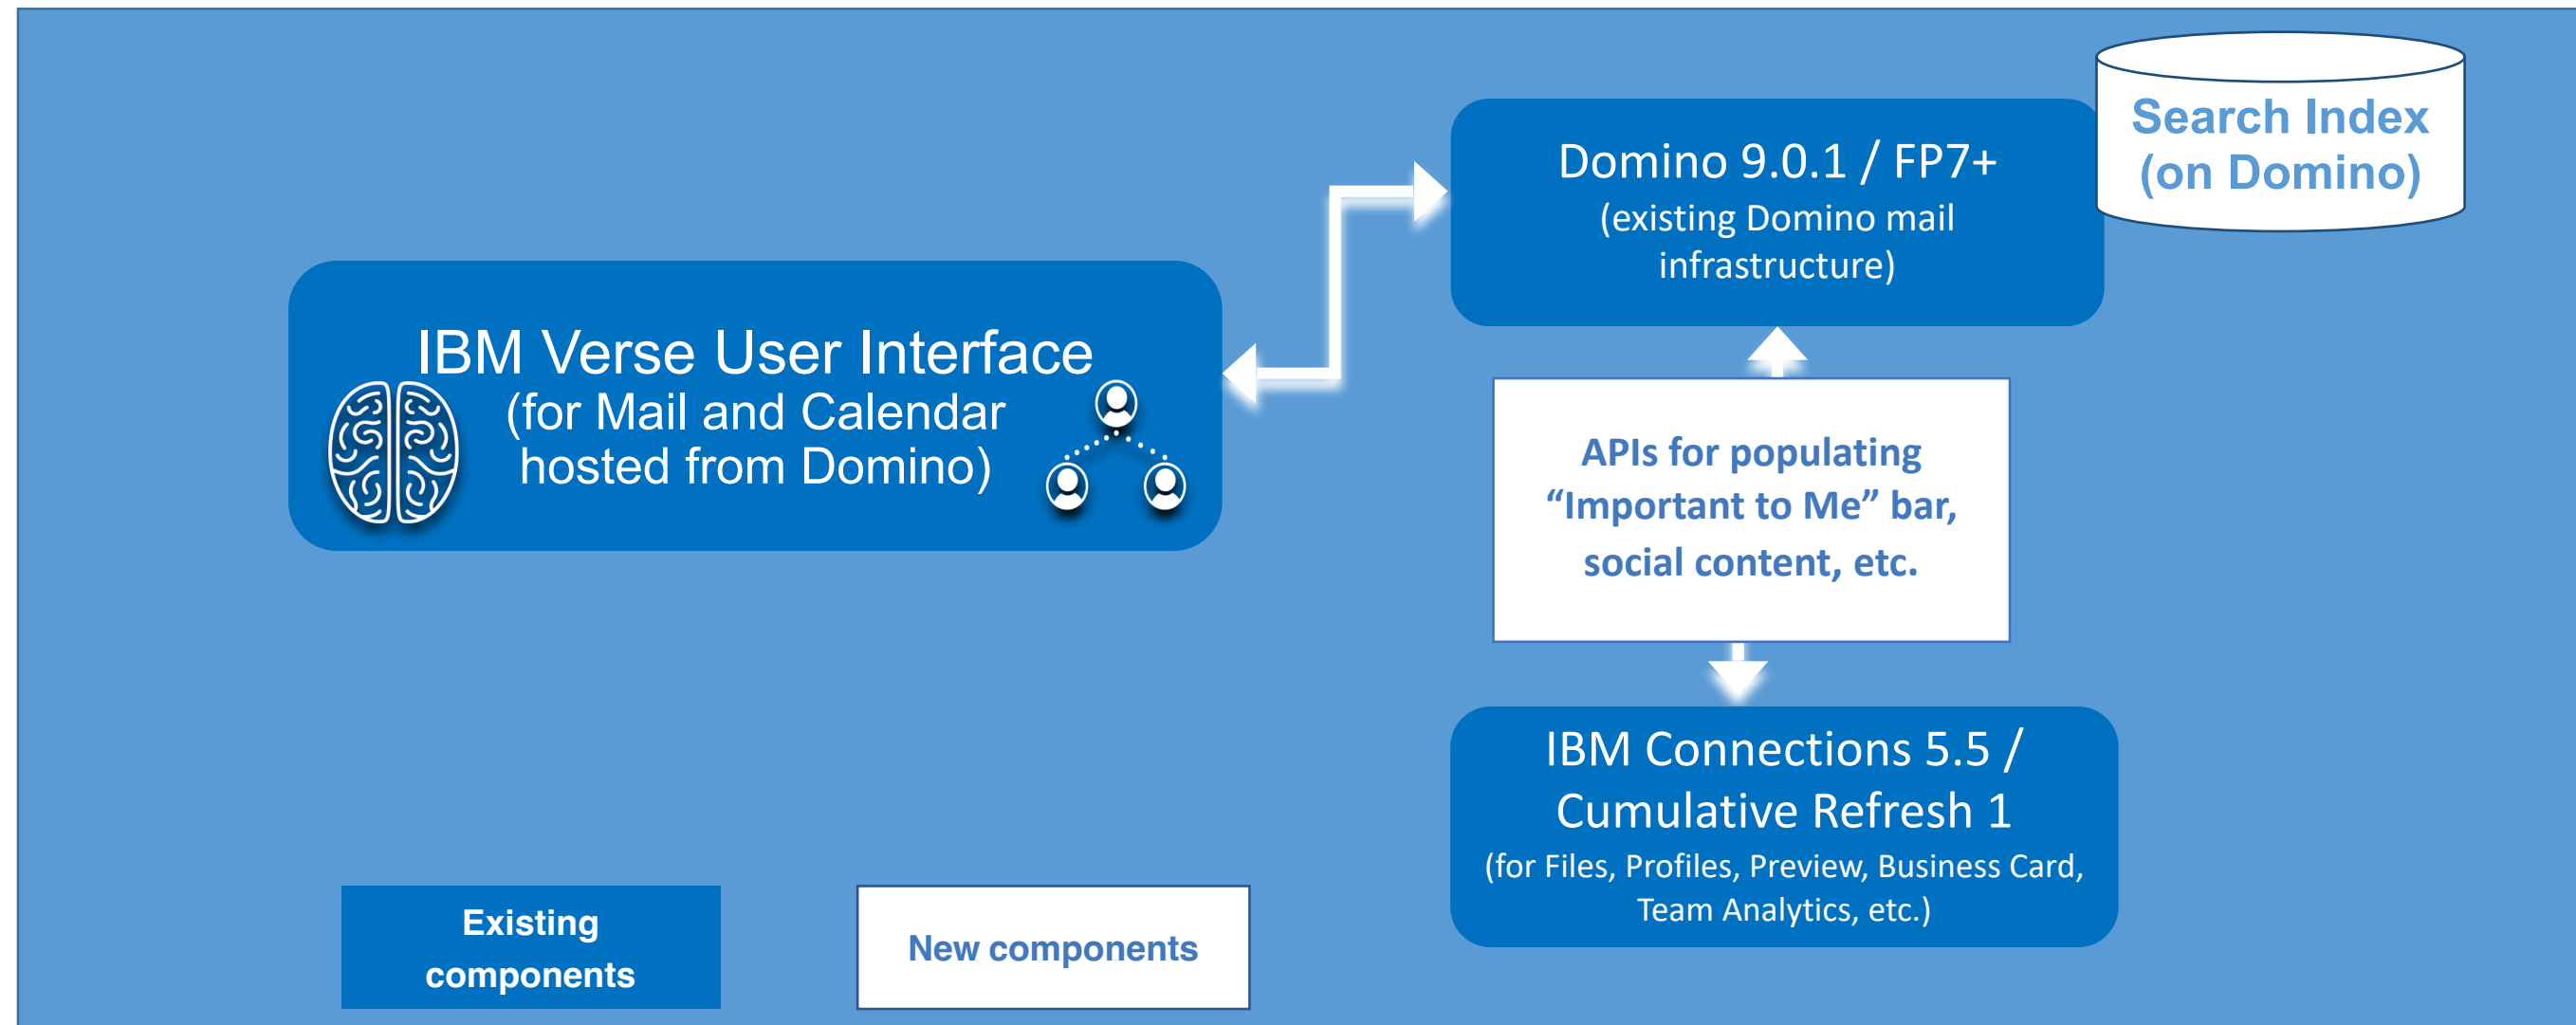 Search Index
(on Domino)
Domino 9.0.1 / FP7+
(existing Domino mail
infrastructure)
IBM Verse User Interface
(for Mail and Calendar
hosted from Domino)
APIs for populating
“Important to Me” bar,
social content, etc.
IBM Connections 5.5 /
Cumulative Refresh 1
(for Files, Profiles, Preview, Business Card,
Team Analytics, etc.)
Existing
components
New components